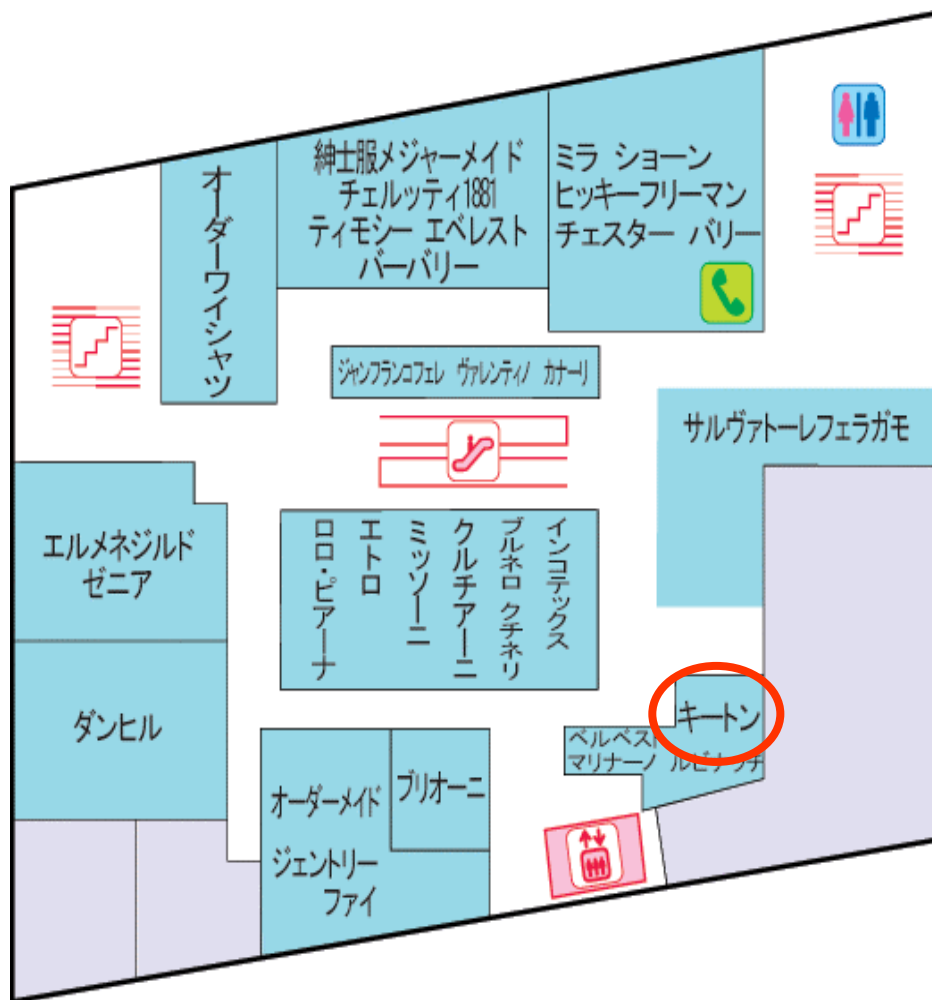 紳士服メジャーメイド
チェルッティ1881
ティモシー エベレスト
バーバリー
ミラ ショーン
ヒッキーフリーマン
チェスター バリー
オーダーワイシャツ
ジャンフランコフェレ ヴァレンティノ カナーリ
サルヴァトーレフェラガモ
エルメネジルド
ゼニア
ロロ・ピアーナ
エトロ
ミッソーニ
クルチアーニ
ブルネロ クチネリ
インコテックス
ダンヒル
キートン
ベルベスト
マリナーノ ルビナッチ
オーダーメイド
ブリオーニ
ジェントリー
ファイ